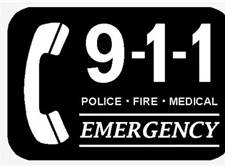 9-1-1
POLICE • FIRE • MEDICAL
EMERGENCY